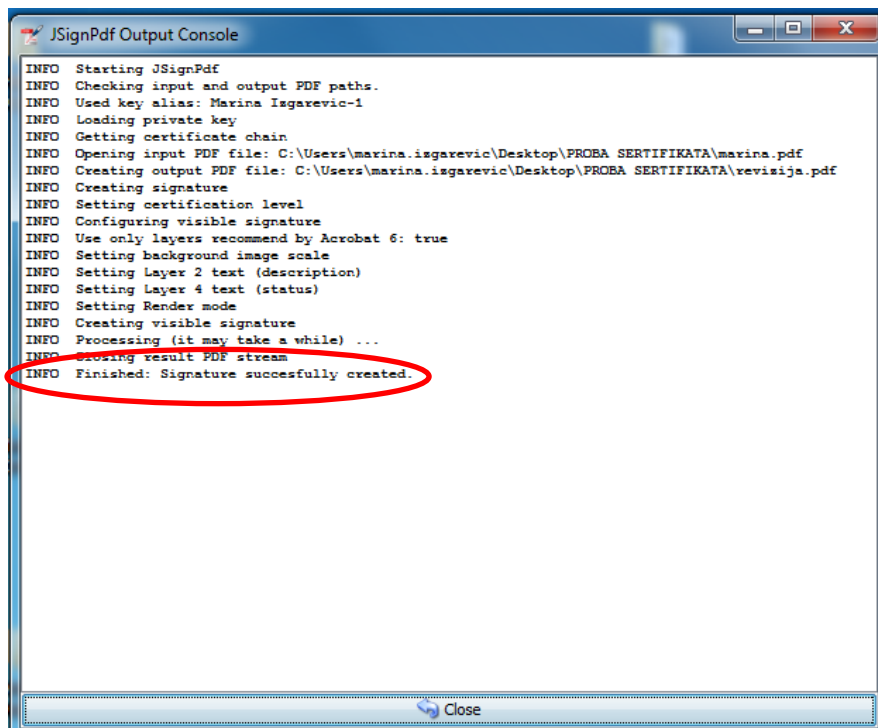 JSignPdf Output Console
INFO Starting JSignPdf
INFO Checking input and output PDF paths.
INFO Used key alias: Marina Izgarevic-1
INFO Loading private key
INFO Getting certificate chain
INFO Opening input PDF file: C:\Users\marina.izgarevic\Desktop\PROBA SERTIFIKATA\marina.pdf
INFO Creating output PDF file: C:\Users\marina.izgarevic\Desktop\PROBA SERTIFIKATA\revizija.pdf
INFO Creating signature
INFO Setting certification level
INFO Configuring visible signature
INFO Use only layers recommend by Acrobat 6: true
INFO Setting background image scale
INFO Setting Layer 2 text (description)
INFO Setting Layer 4 text (status)
INFO Setting Render mode
INFO Creating visible signature
INFO Processing (it may take a while) ...
INFO Closing result PDF stream
INFO Finished: Signature succesfully created.
Close